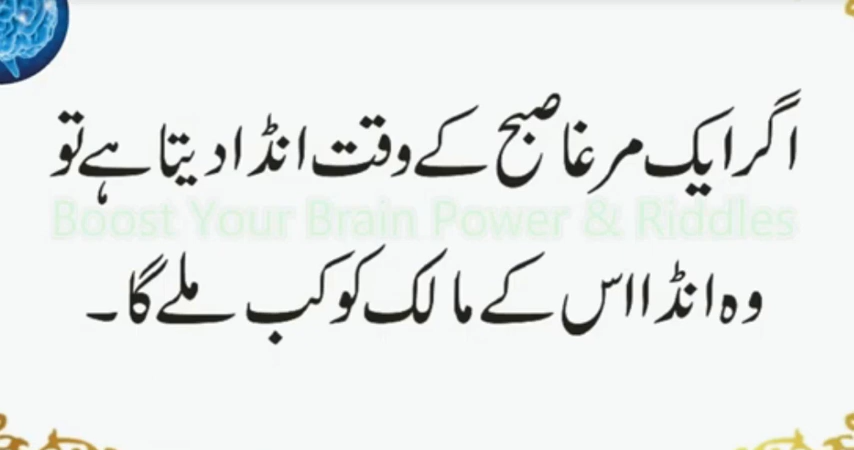 اگر ایک مرغا صبح کے وقت انڈا دیتا ہے تو
Boost Your Brain Power & Riddles
وہ انڈا اس کے مالک کو کب ملے گا۔